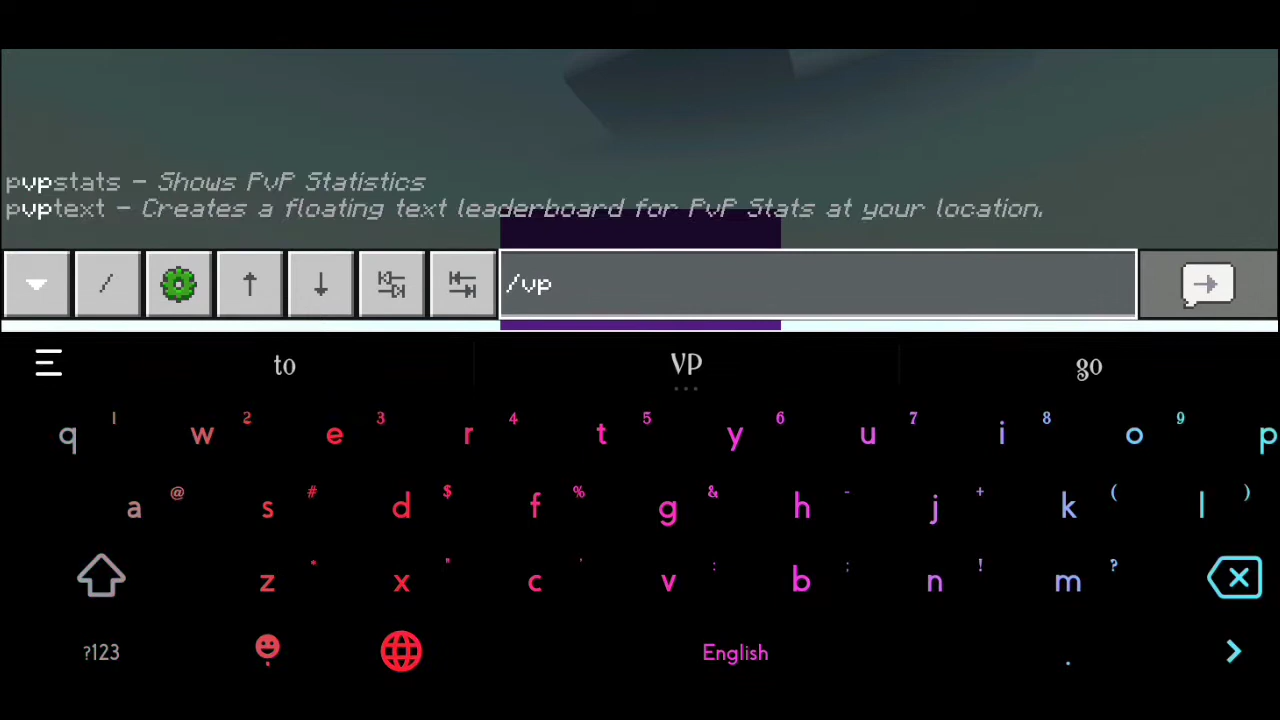 pvpstats - Shows PvP Statistics
pvptext - Creates a floating text leaderboard for PvP Stats at your location.
/ /vp
to VP go
q 1 w 2 e 3 r 4 t 5 y 6 u 7 i 8 o 9 p
a @ s # d $ f % g & h - j + k ( l )
z * x " c ' v : b ; n ! m ?
?123 English .